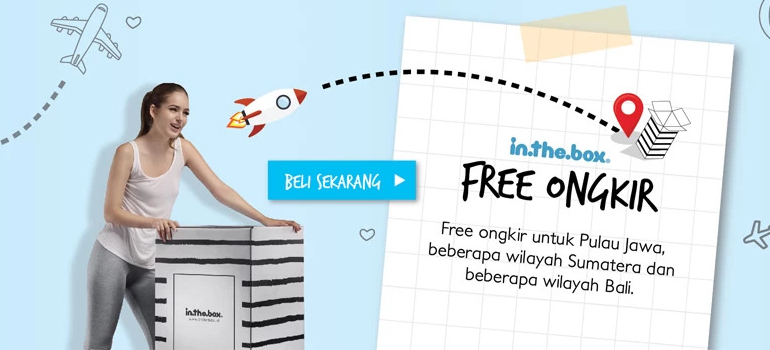 in.the.box®
FREE ONGKIR
BELI SEKARANG
Free ongkir untuk Pulau Jawa,
beberapa wilayah Sumatera dan
beberapa wilayah Bali.
in.the.box.